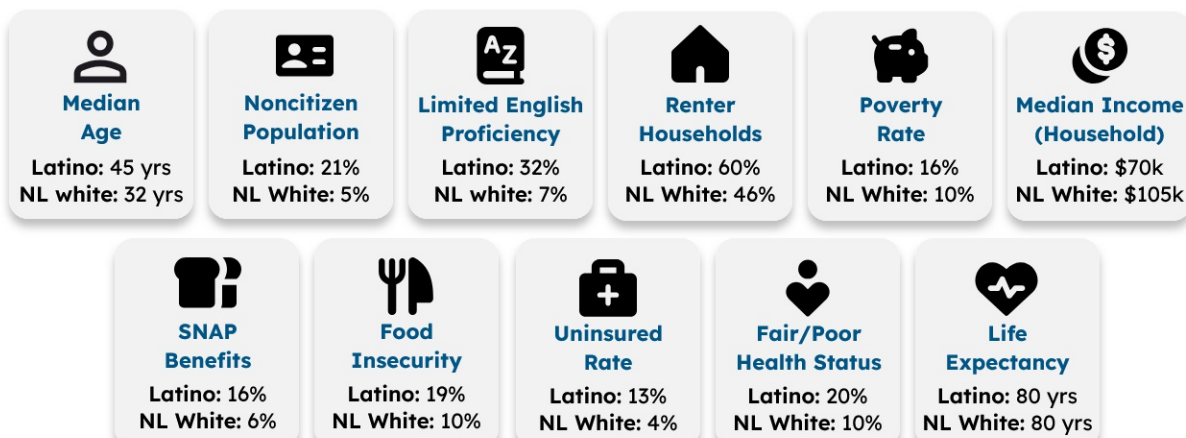 Median
Age
Latino: 45 yrs
NL white: 32 yrs
Noncitizen
Population
Latino: 21%
NL White: 5%
AZ
Limited English
Proficiency
Latino: 32%
NL white: 7%
Renter
Households
Latino: 60%
NL White: 46%
Poverty
Rate
Latino: 16%
NL White: 10%
$
Median Income
(Household)
Latino: $70k
NL White: $105k
SNAP
Benefits
Latino: 16%
NL White: 6%
Food
Insecurity
Latino: 19%
NL White: 10%
Uninsured
Rate
Latino: 13%
NL White: 4%
Fair/Poor
Health Status
Latino: 20%
NL White: 10%
Life
Expectancy
Latino: 80 yrs
NL White: 80 yrs